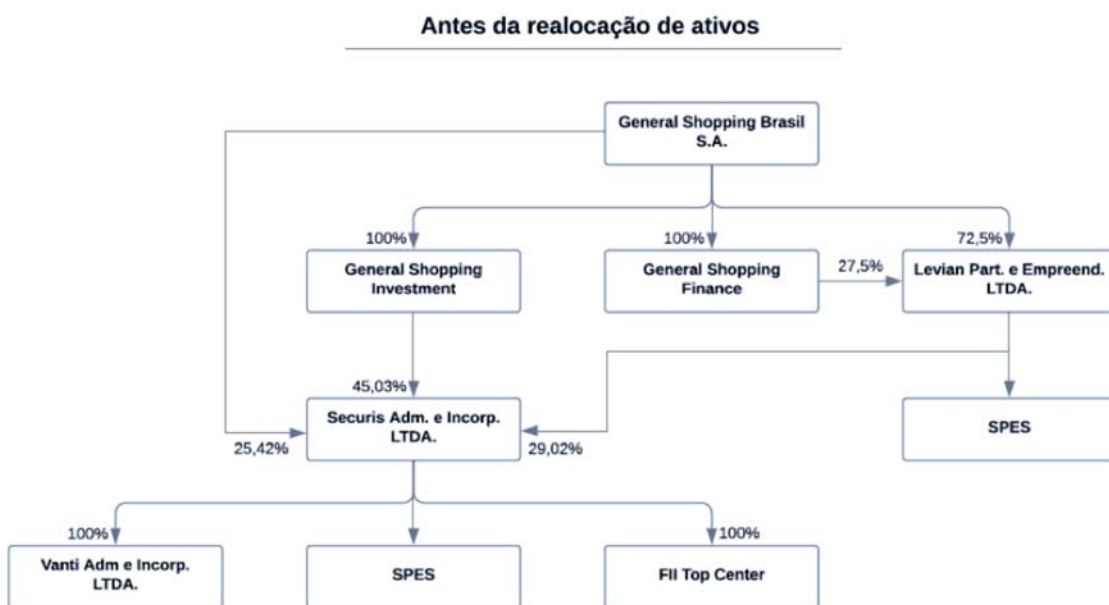 Antes da realocação de ativos
General Shopping Brasil
S.A.
100%
100%
72,5%
General Shopping
Investment
General Shopping
Finance
27,5%
Levian Part. e Empreend.
LTDA.
45,03%
Securis Adm. e Incorp.
LTDA.
25,42%
29,02%
SPES
100%
100%
Vanti Adm e Incorp.
LTDA.
SPES
FII Top Center